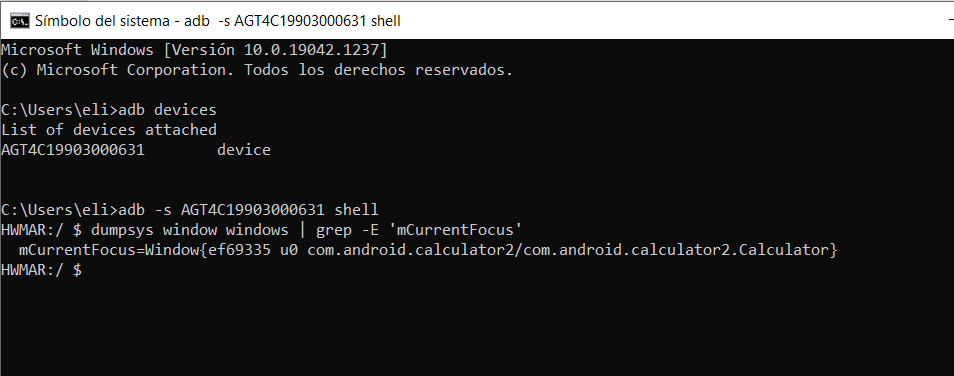 Símbolo del sistema - adb  -s AGT4C19903000631 shell
Microsoft Windows [Versión 10.0.19042.1237]
(c) Microsoft Corporation. Todos los derechos reservados.
C:\Users\eli>adb devices
List of devices attached
AGT4C19903000631        device
C:\Users\eli>adb -s AGT4C19903000631 shell
HWMAR:/ $ dumpsys window windows | grep -E 'mCurrentFocus'
  mCurrentFocus=Window{ef69335 u0 com.android.calculator2/com.android.calculator2.Calculator}
HWMAR:/ $